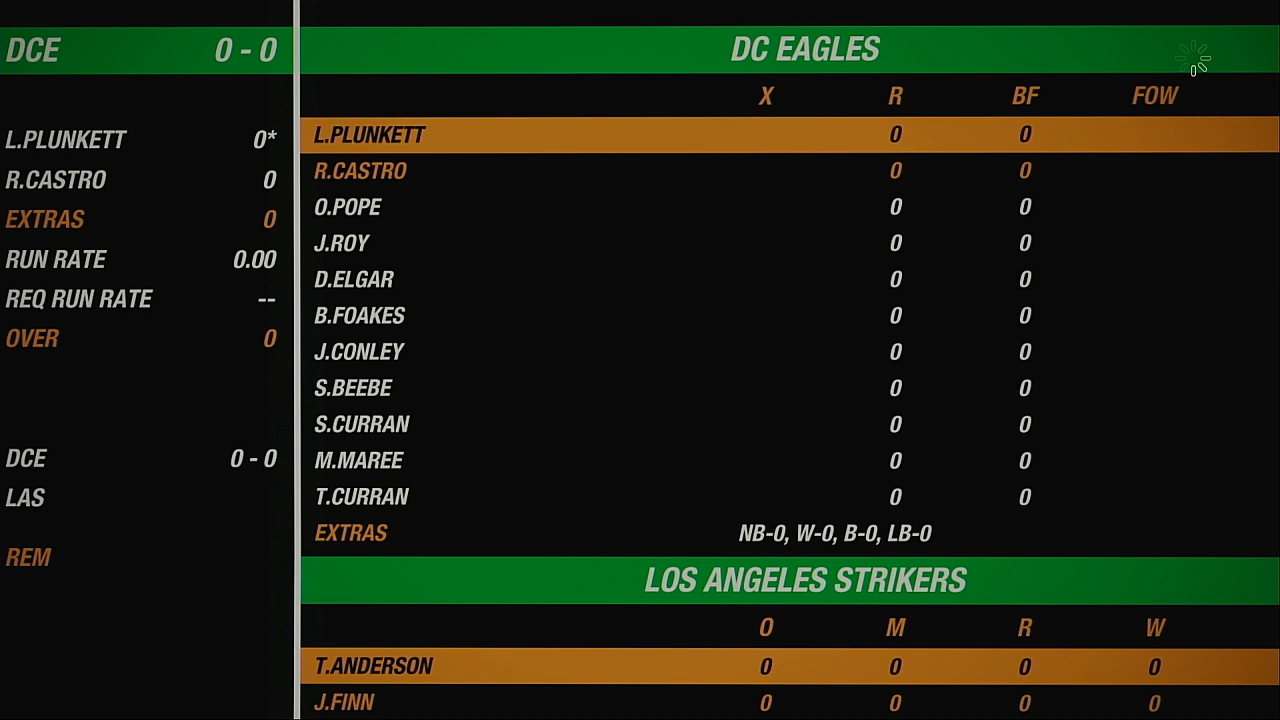 DCE 0 - 0
L.PLUNKETT 0*
R.CASTRO 0
EXTRAS 0
RUN RATE 0.00
REQ RUN RATE --
OVER 0
DCE 0 - 0
LAS
REM
DC EAGLES
X R BF FOW
L.PLUNKETT 0 0
R.CASTRO 0 0
O.POPE 0 0
J.ROY 0 0
D.ELGAR 0 0
B.FOAKES 0 0
J.CONLEY 0 0
S.BEEBE 0 0
S.CURRAN 0 0
M.MAREE 0 0
T.CURRAN 0 0
EXTRAS NB-0, W-0, B-0, LB-0
LOS ANGELES STRIKERS
O M R W
T.ANDERSON 0 0 0 0
J.FINN 0 0 0 0